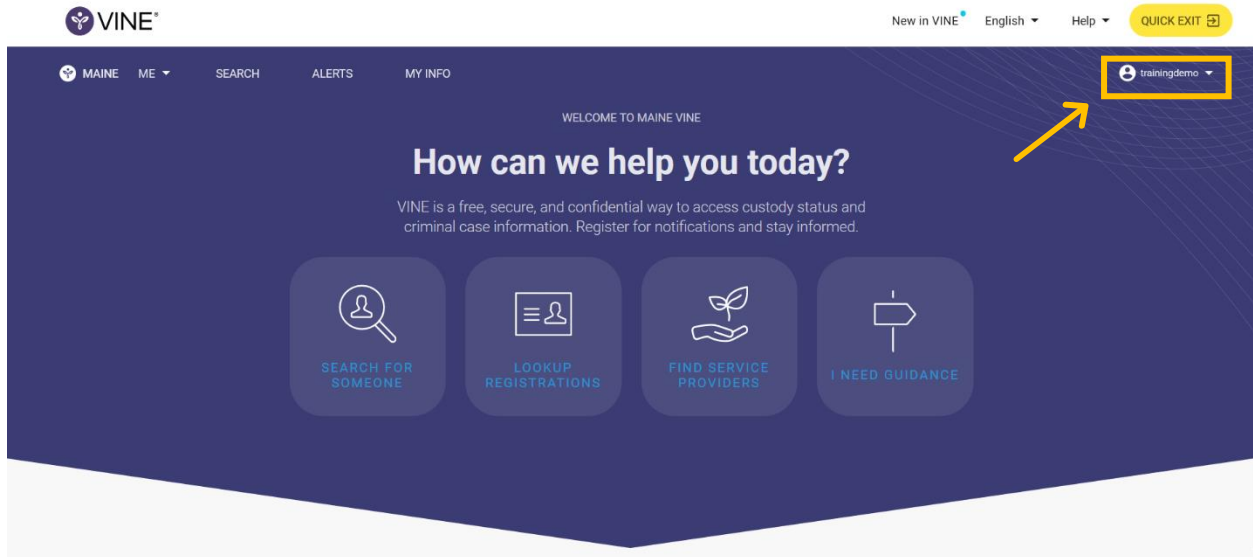 VINE®
New in VINE English Help QUICK EXIT
MAINE ME SEARCH ALERTS MY INFO trainingdemo
WELCOME TO MAINE VINE
How can we help you today?
VINE is a free, secure, and confidential way to access custody status and
criminal case information. Register for notifications and stay informed.
SEARCH FOR
SOMEONE
LOOKUP
REGISTRATIONS
FIND SERVICE
PROVIDERS
I NEED GUIDANCE